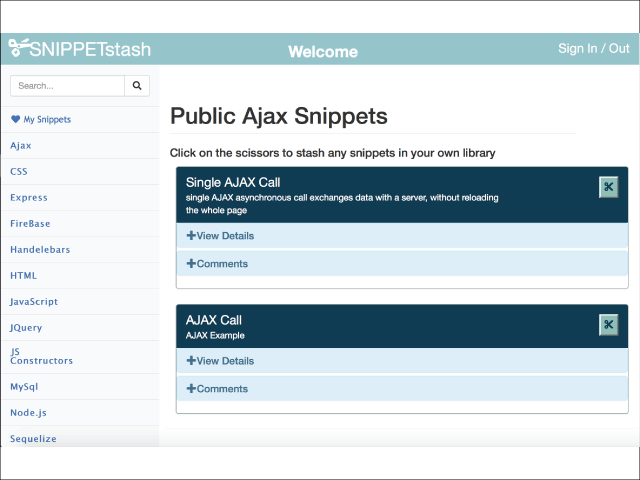 SNIPPETstash
Welcome
Sign In / Out
Search...
My Snippets
Ajax
CSS
Express
FireBase
Handelebars
HTML
JavaScript
JQuery
JS
Constructors
MySql
Node.js
Sequelize
Public Ajax Snippets
Click on the scissors to stash any snippets in your own library
Single AJAX Call
single AJAX asynchronous call exchanges data with a server, without reloading
the whole page
+View Details
+Comments
AJAX Call
AJAX Example
+View Details
+Comments